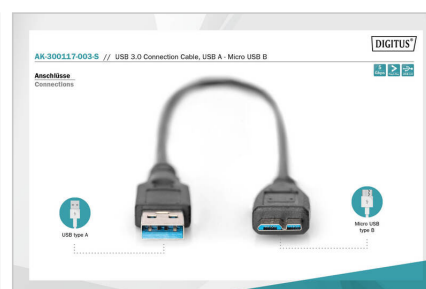 DIGITUS®
AK-300117-003-S // USB 3.0 Connection Cable, USB A - Micro USB B
Anschlüsse
Connections
USB type A
Micro USB
type B